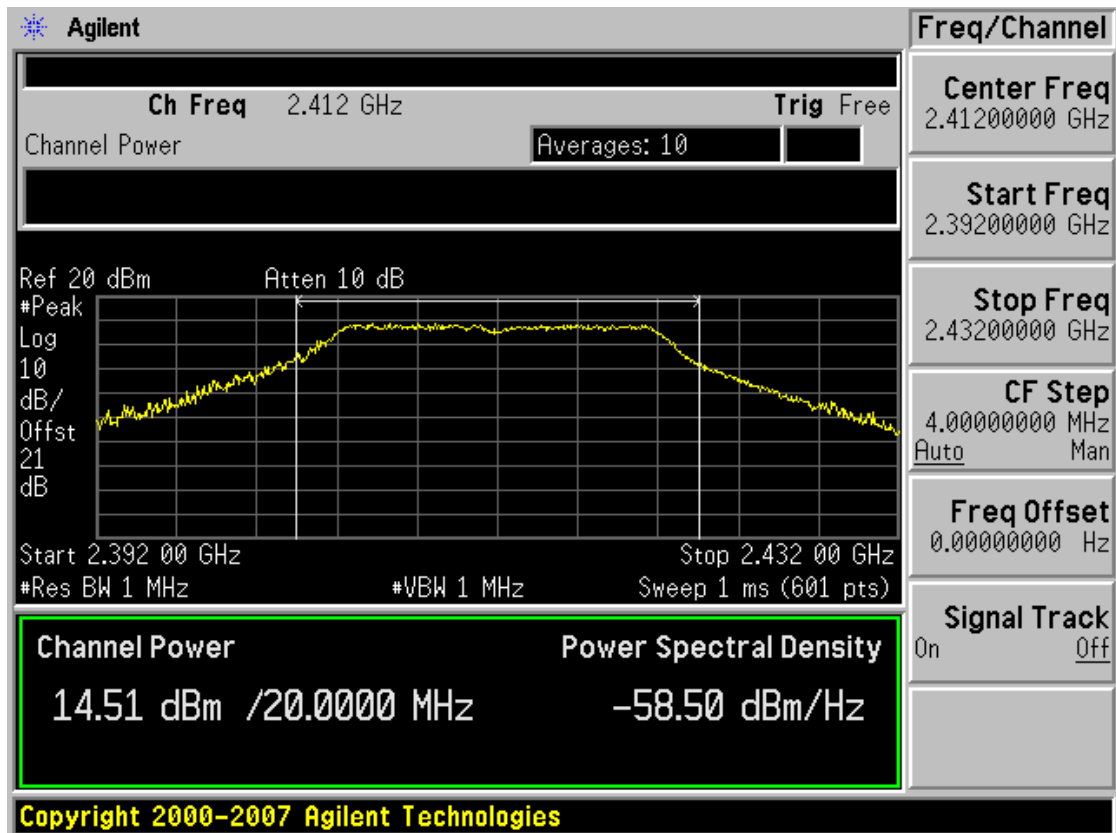 Agilent
Freq/Channel
Ch Freq 2.412 GHz Trig Free
Channel Power Averages: 10
Ref 20 dBm Atten 10 dB
#Peak
Log
10
dB/
Offst
21
dB
Start 2.392 00 GHz Stop 2.432 00 GHz
#Res BW 1 MHz #VBW 1 MHz Sweep 1 ms (601 pts)
Channel Power Power Spectral Density
14.51 dBm /20.0000 MHz -58.50 dBm/Hz
Center Freq
2.41200000 GHz
Start Freq
2.39200000 GHz
Stop Freq
2.43200000 GHz
CF Step
4.00000000 MHz
Auto Man
Freq Offset
0.00000000 Hz
Signal Track
On Off
Copyright 2000-2007 Agilent Technologies